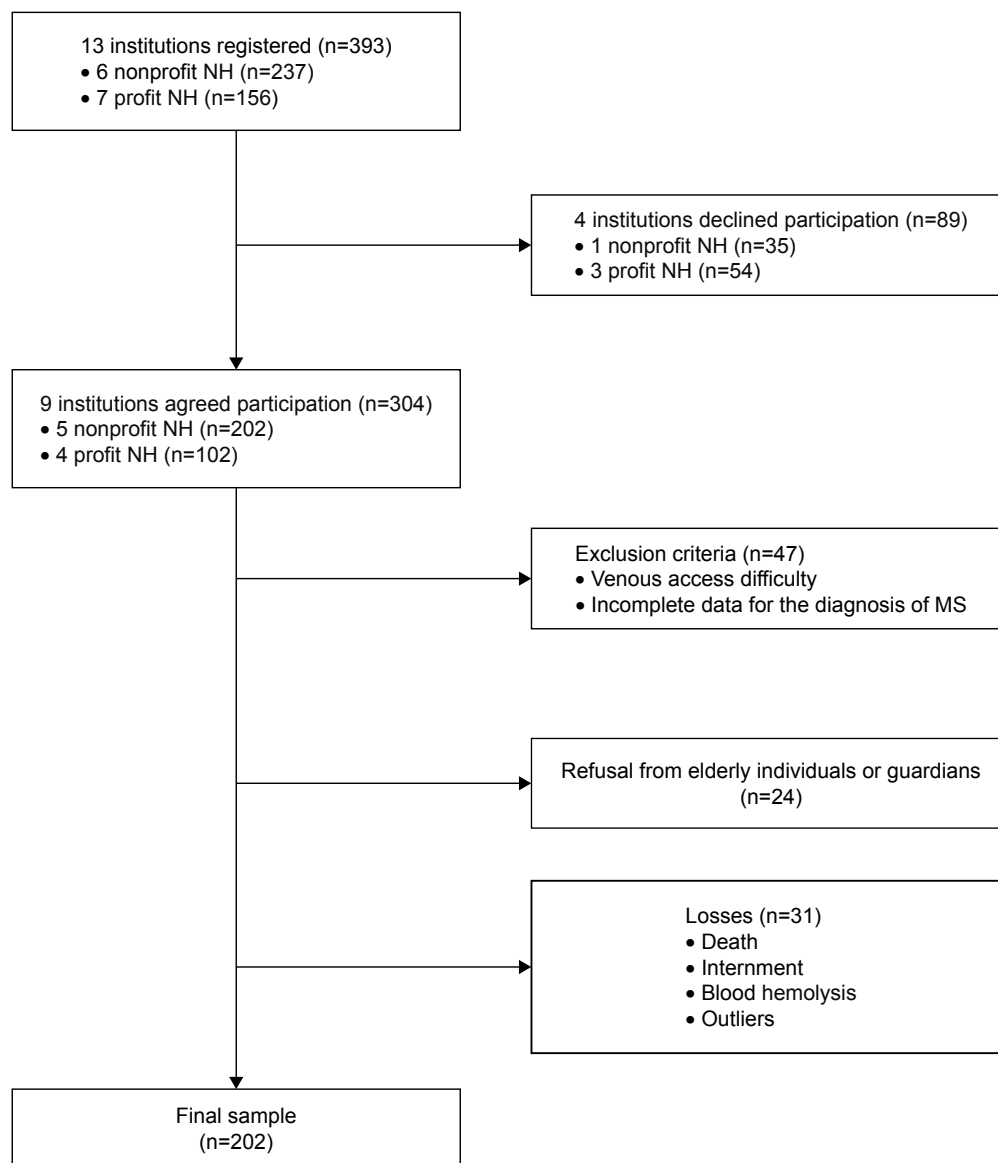 13 institutions registered (n=393)
• 6 nonprofit NH (n=237)
• 7 profit NH (n=156)
4 institutions declined participation (n=89)
• 1 nonprofit NH (n=35)
• 3 profit NH (n=54)
9 institutions agreed participation (n=304)
• 5 nonprofit NH (n=202)
• 4 profit NH (n=102)
Exclusion criteria (n=47)
• Venous access difficulty
• Incomplete data for the diagnosis of MS
Refusal from elderly individuals or guardians
(n=24)
Losses (n=31)
• Death
• Internment
• Blood hemolysis
• Outliers
Final sample
(n=202)